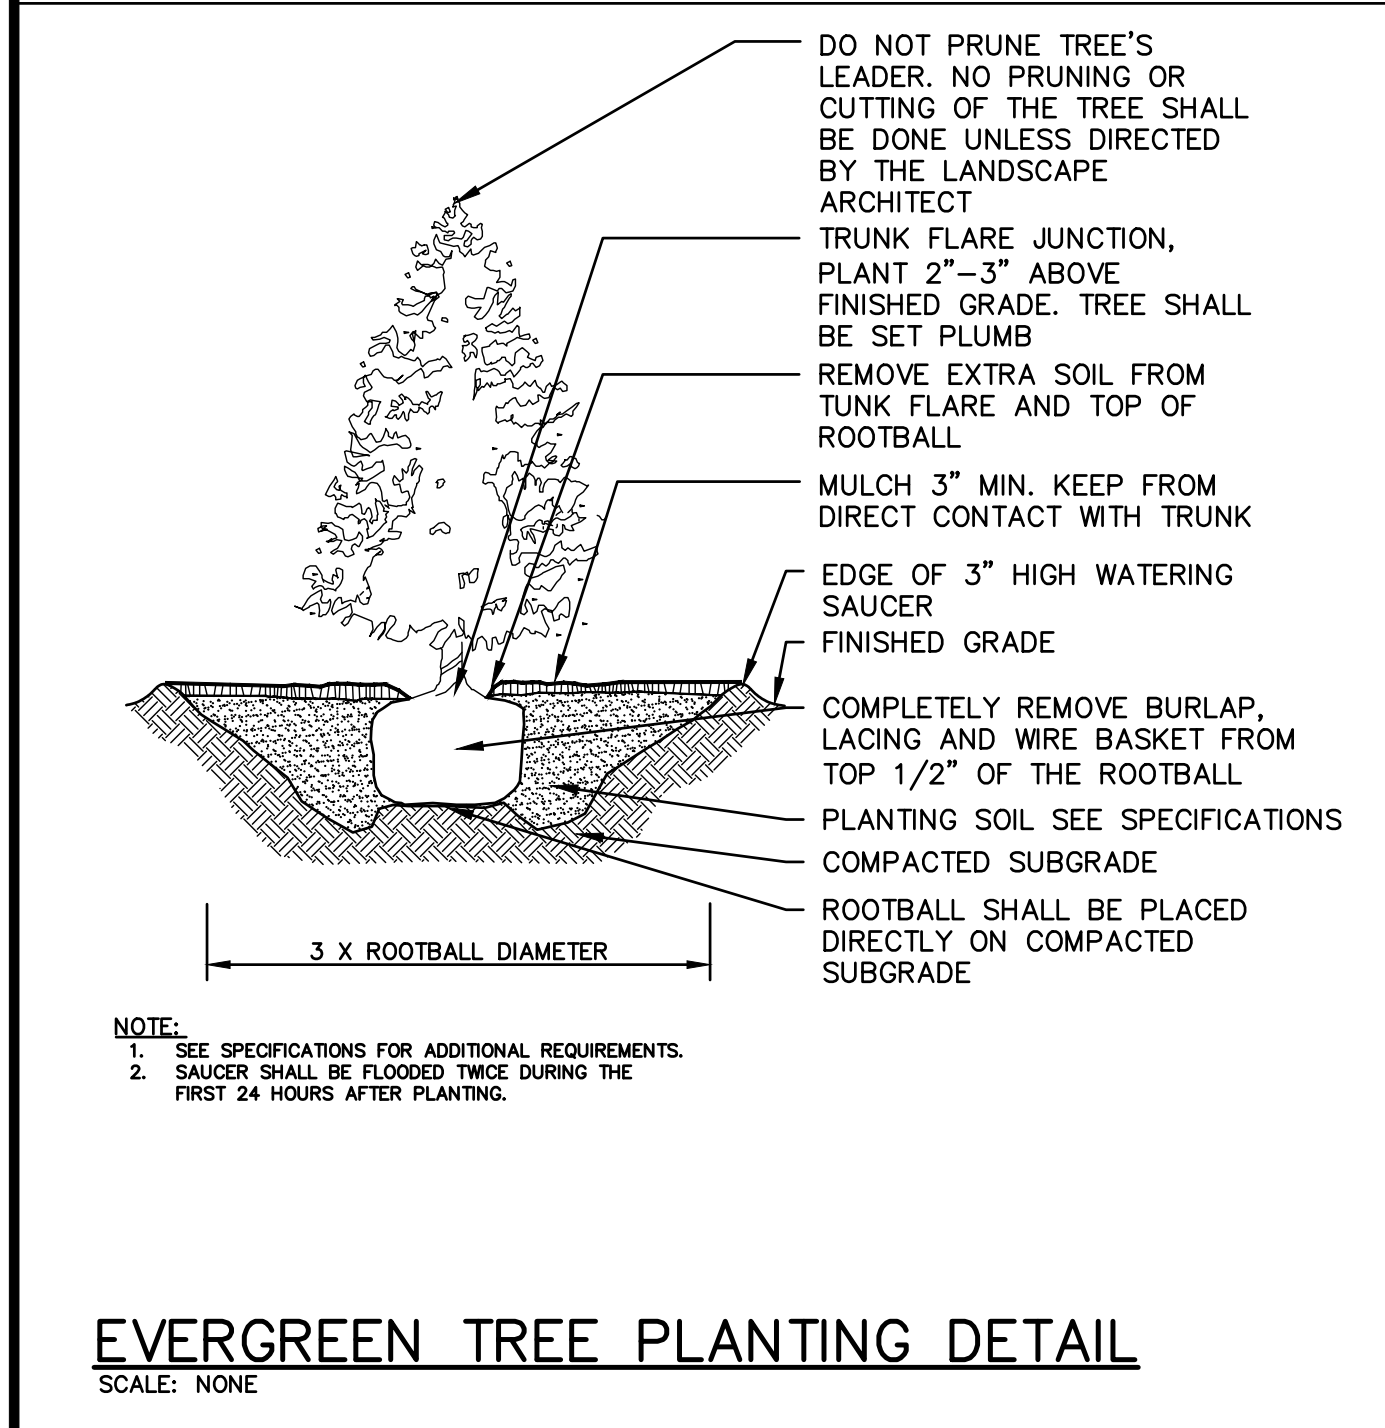 DO NOT PRUNE TREE’S
LEADER. NO PRUNING OR
CUTTING OF THE TREE SHALL
BE DONE UNLESS DIRECTED
BY THE LANDSCAPE
ARCHITECT
TRUNK FLARE JUNCTION,
PLANT 2”–3” ABOVE
FINISHED GRADE. TREE SHALL
BE SET PLUMB
REMOVE EXTRA SOIL FROM
TUNK FLARE AND TOP OF
ROOTBALL
MULCH 3” MIN. KEEP FROM
DIRECT CONTACT WITH TRUNK
EDGE OF 3” HIGH WATERING
SAUCER
FINISHED GRADE
COMPLETELY REMOVE BURLAP,
LACING AND WIRE BASKET FROM
TOP 1/2” OF THE ROOTBALL
PLANTING SOIL SEE SPECIFICATIONS
COMPACTED SUBGRADE
ROOTBALL SHALL BE PLACED
DIRECTLY ON COMPACTED
SUBGRADE
3 X ROOTBALL DIAMETER
NOTE:
1. SEE SPECIFICATIONS FOR ADDITIONAL REQUIREMENTS.
2. SAUCER SHALL BE FLOODED TWICE DURING THE
FIRST 24 HOURS AFTER PLANTING.
EVERGREEN TREE PLANTING DETAIL
SCALE: NONE